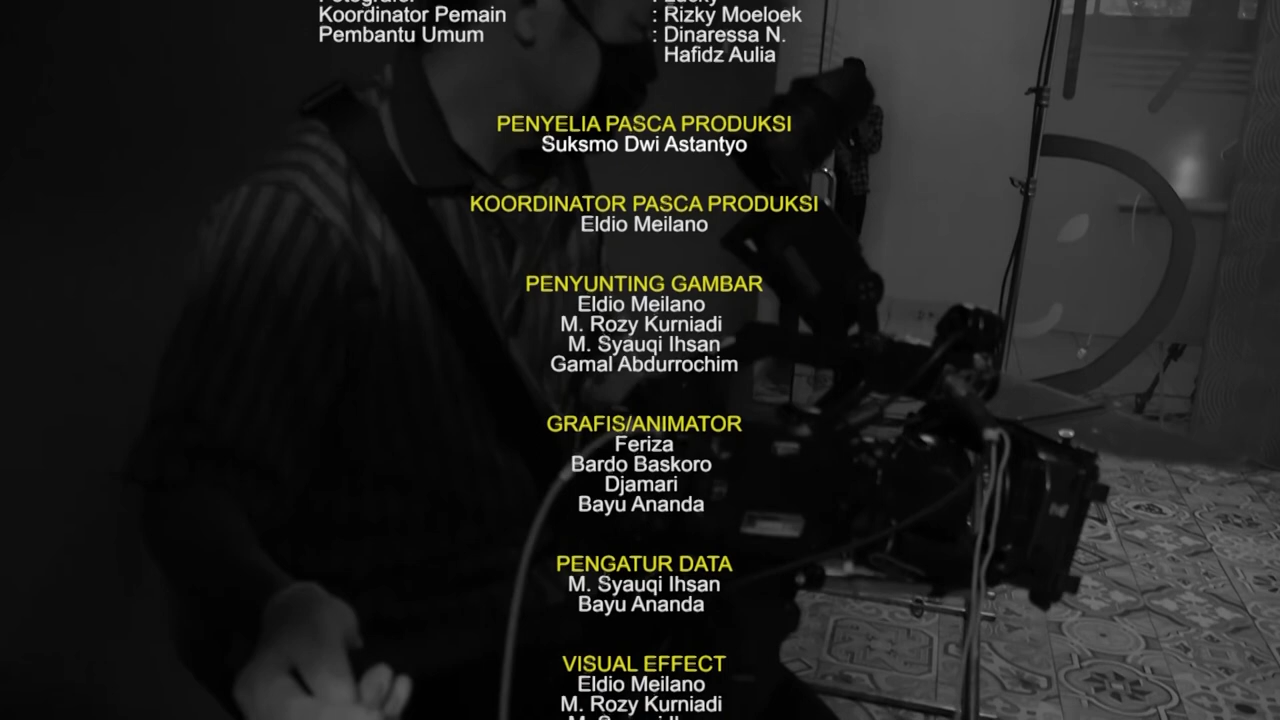 Koordinator Pemain : Rizky Moeloek
Pembantu Umum : Dinaressa N.
Hafidz Aulia
PENYELIA PASCA PRODUKSI
Suksmo Dwi Astantyo
KOORDINATOR PASCA PRODUKSI
Eldio Meilano
PENYUNTING GAMBAR
Eldio Meilano
M. Rozy Kurniadi
M. Syauqi Ihsan
Gamal Abdurrochim
GRAFIS/ANIMATOR
Feriza
Bardo Baskoro
Djamari
Bayu Ananda
PENGATUR DATA
M. Syauqi Ihsan
Bayu Ananda
VISUAL EFFECT
Eldio Meilano
M. Rozy Kurniadi